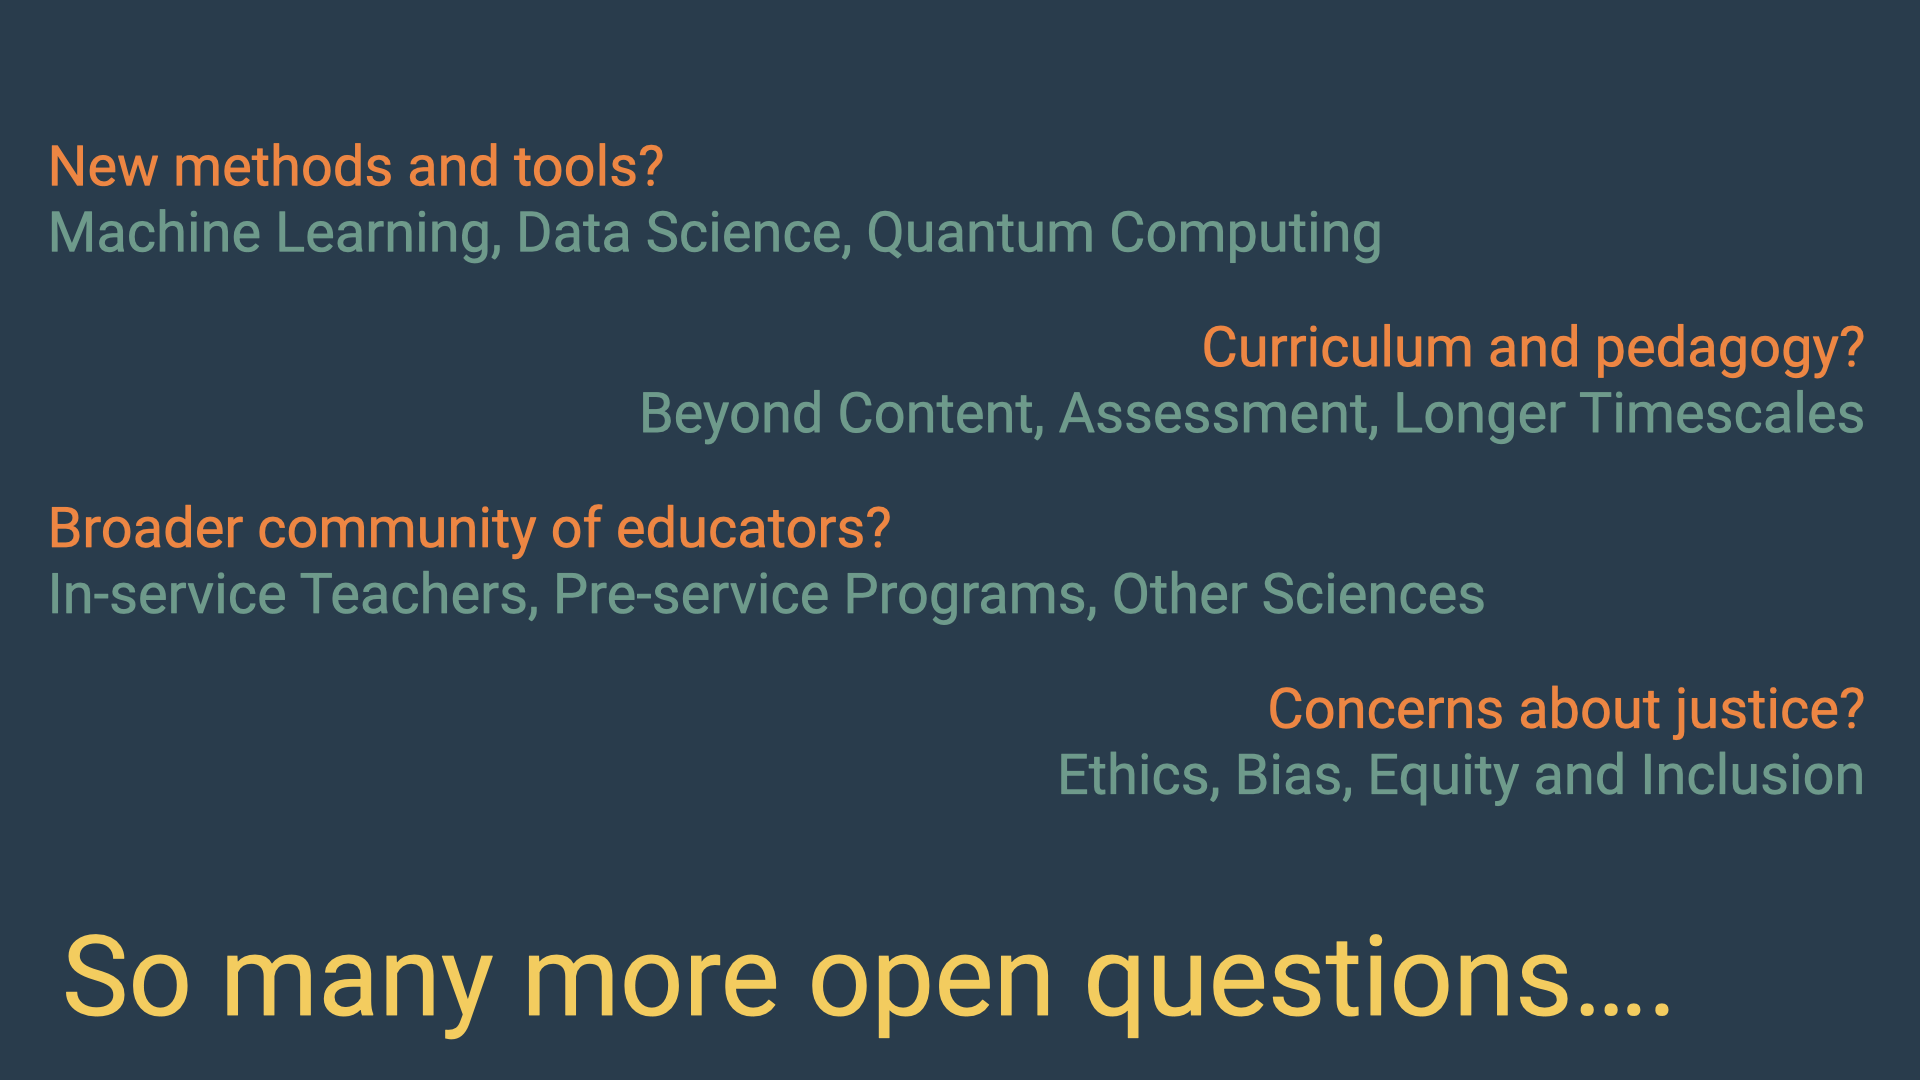 New methods and tools?
Machine Learning, Data Science, Quantum Computing
Curriculum and pedagogy?
Beyond Content, Assessment, Longer Timescales
Broader community of educators?
In-service Teachers, Pre-service Programs, Other Sciences
Concerns about justice?
Ethics, Bias, Equity and Inclusion
So many more open questions....